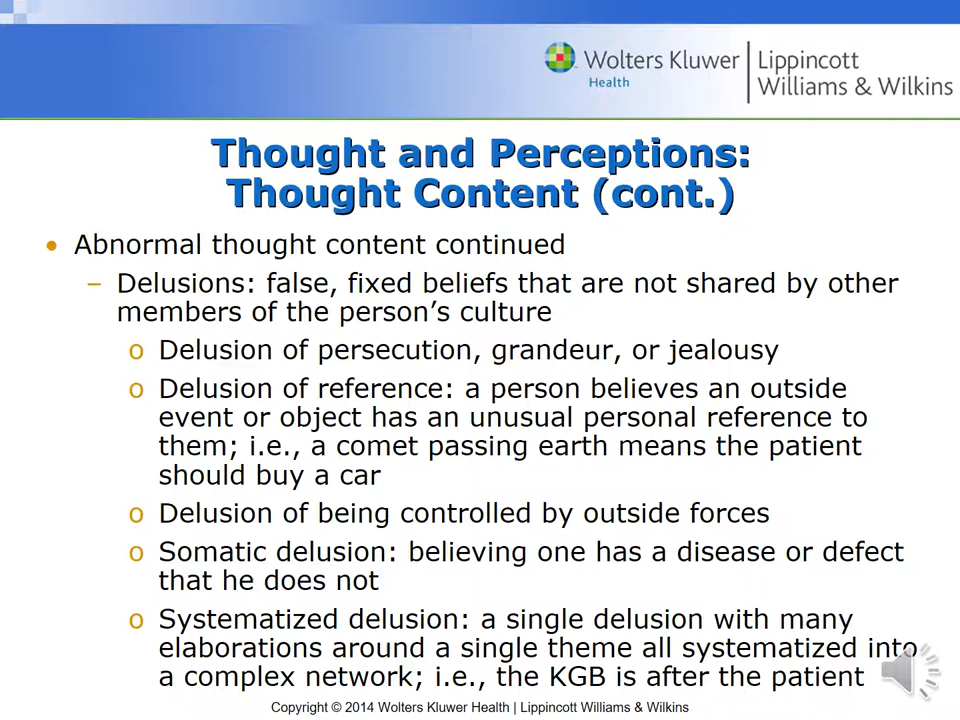 Wolters Kluwer
Health
Lippincott
Williams & Wilkins
Thought and Perceptions:
Thought Content (cont.)
• Abnormal thought content continued
– Delusions: false, fixed beliefs that are not shared by other
members of the person’s culture
o Delusion of persecution, grandeur, or jealousy
o Delusion of reference: a person believes an outside
event or object has an unusual personal reference to
them; i.e., a comet passing earth means the patient
should buy a car
o Delusion of being controlled by outside forces
o Somatic delusion: believing one has a disease or defect
that he does not
o Systematized delusion: a single delusion with many
elaborations around a single theme all systematized into
a complex network; i.e., the KGB is after the patient
Copyright © 2014 Wolters Kluwer Health | Lippincott Williams & Wilkins